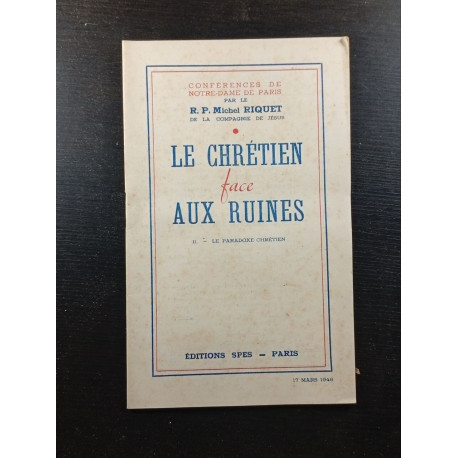 CONFÉRENCES DE
NOTRE-DAME DE PARIS
PAR LE
R. P. Michel RIQUET
DE LA COMPAGNIE DE JÉSUS
LE CHRÉTIEN
face
AUX RUINES
II. — LE PARADOXE CHRÉTIEN
ÉDITIONS SPES — PARIS
17 MARS 1946